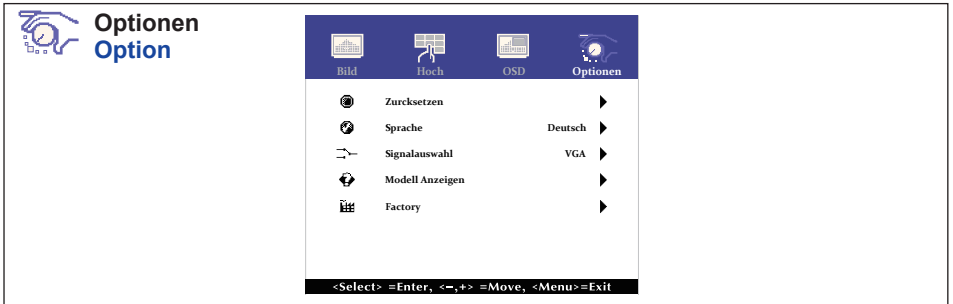 Optionen
Option
Bild Hoch OSD Optionen
Zurcksetzen
Sprache Deutsch
Signalauswahl VGA
Modell Anzeigen
Factory
<Select> =Enter, <–,+> =Move, <Menu>=Exit